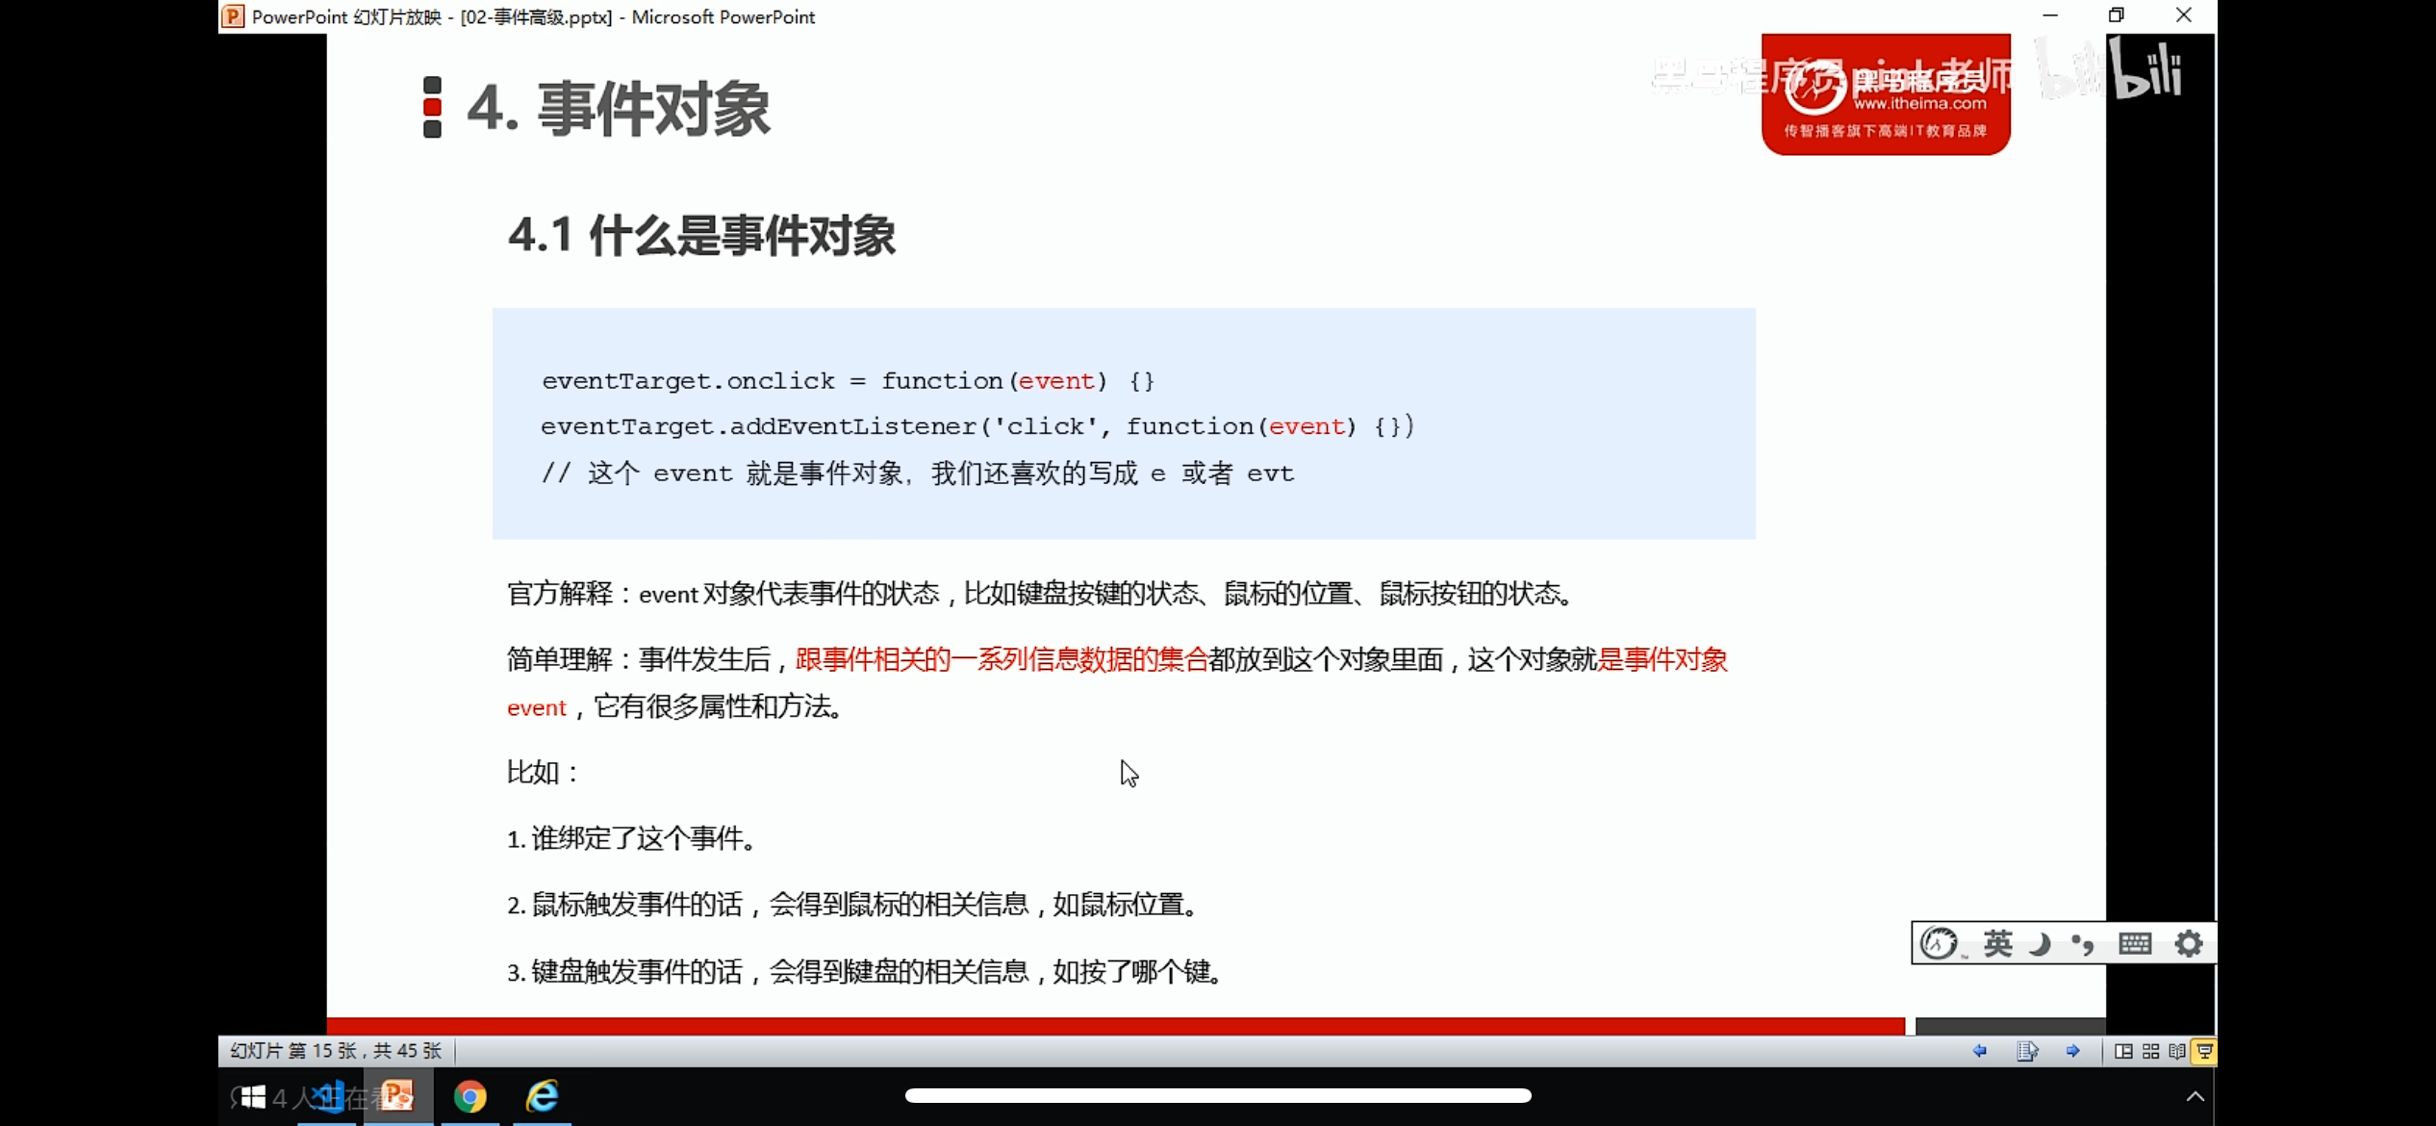 PowerPoint 幻灯片放映 - [02-事件高级.pptx] - Microsoft PowerPoint
4. 事件对象
黑马程序员pink老师
bilibili
黑马程序员
www.itheima.com
传智播客旗下高端IT教育品牌
4.1 什么是事件对象
eventTarget.onclick = function(event) {}
eventTarget.addEventListener('click', function(event) {})
// 这个 event 就是事件对象, 我们还喜欢的写成 e 或者 evt
官方解释：event 对象代表事件的状态，比如键盘按键的状态、鼠标的位置、鼠标按钮的状态。
简单理解：事件发生后，跟事件相关的一系列信息数据的集合都放到这个对象里面，这个对象就是事件对象
event，它有很多属性和方法。
比如：
1. 谁绑定了这个事件。
2. 鼠标触发事件的话，会得到鼠标的相关信息，如鼠标位置。
3. 键盘触发事件的话，会得到键盘的相关信息，如按了哪个键。
英
幻灯片 第 15 张，共 45 张
4人正在看